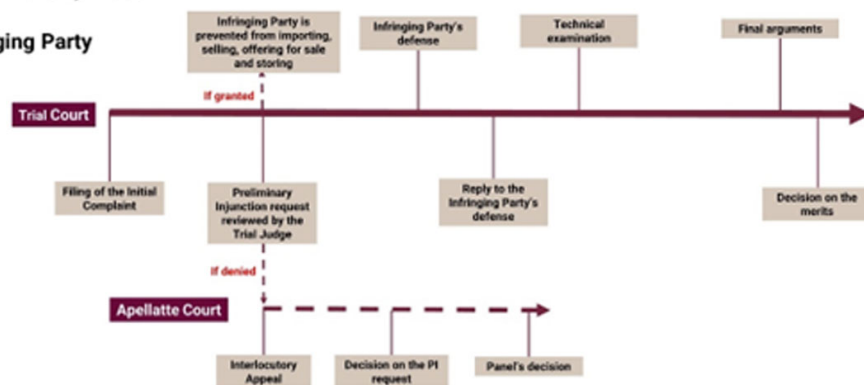 ging Party
Infringing Party is
prevented from importing,
selling, offering for sale
and storing
Infringing Party's
defense
Technical
examination
Final arguments
If granted
Trial Court
Filing of the Initial
Complaint
Preliminary
Injunction request
reviewed by the
Trial Judge
Reply to the
Infringing Party's
defense
Decision on the
merits
If denied
Apellatte Court
Interlocutory
Appeal
Decision on the PI
request
Panel's decision